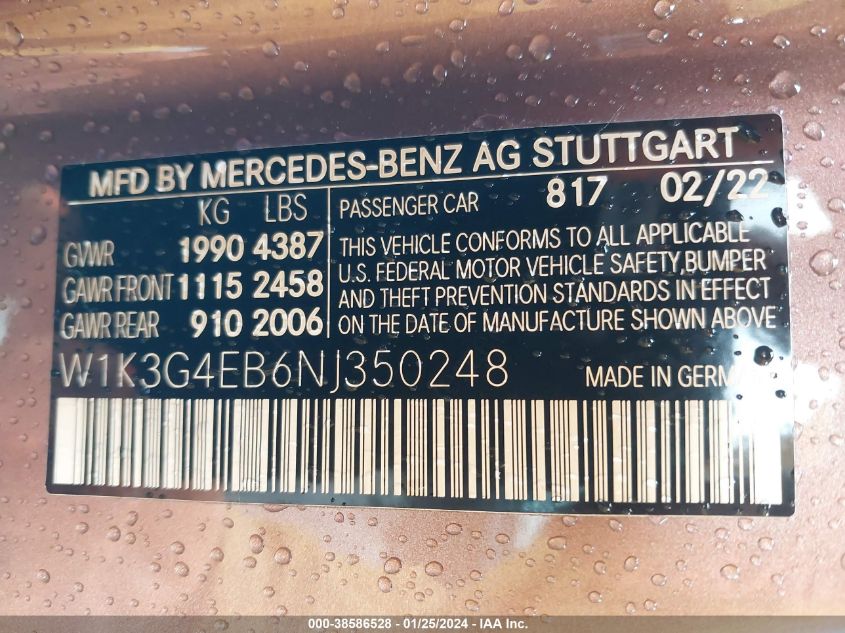 MFD BY MERCEDES-BENZ AG STUTTGART
KG LBS
PASSENGER CAR 817 02/22
GVWR 1990 4387
GAWR FRONT 1115 2458
GAWR REAR 910 2006
THIS VEHICLE CONFORMS TO ALL APPLICABLE
U.S. FEDERAL MOTOR VEHICLE SAFETY, BUMPER
AND THEFT PREVENTION STANDARDS IN EFFECT
ON THE DATE OF MANUFACTURE SHOWN ABOVE
W1K3G4EB6NJ350248
MADE IN
000-38586528 - 01/25/2024 - IAA Inc.